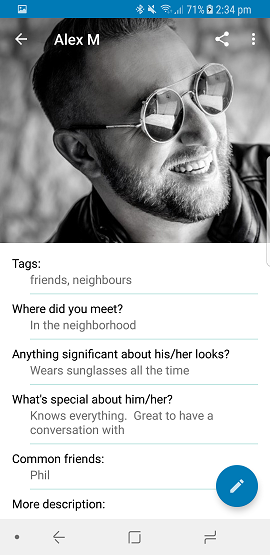 71% 2:34 pm
Alex M
Tags:
friends, neighbours
Where did you meet?
In the neighborhood
Anything significant about his/her looks?
Wears sunglasses all the time
What's special about him/her?
Knows everything.  Great to have a
conversation with
Common friends:
Phil
More description: